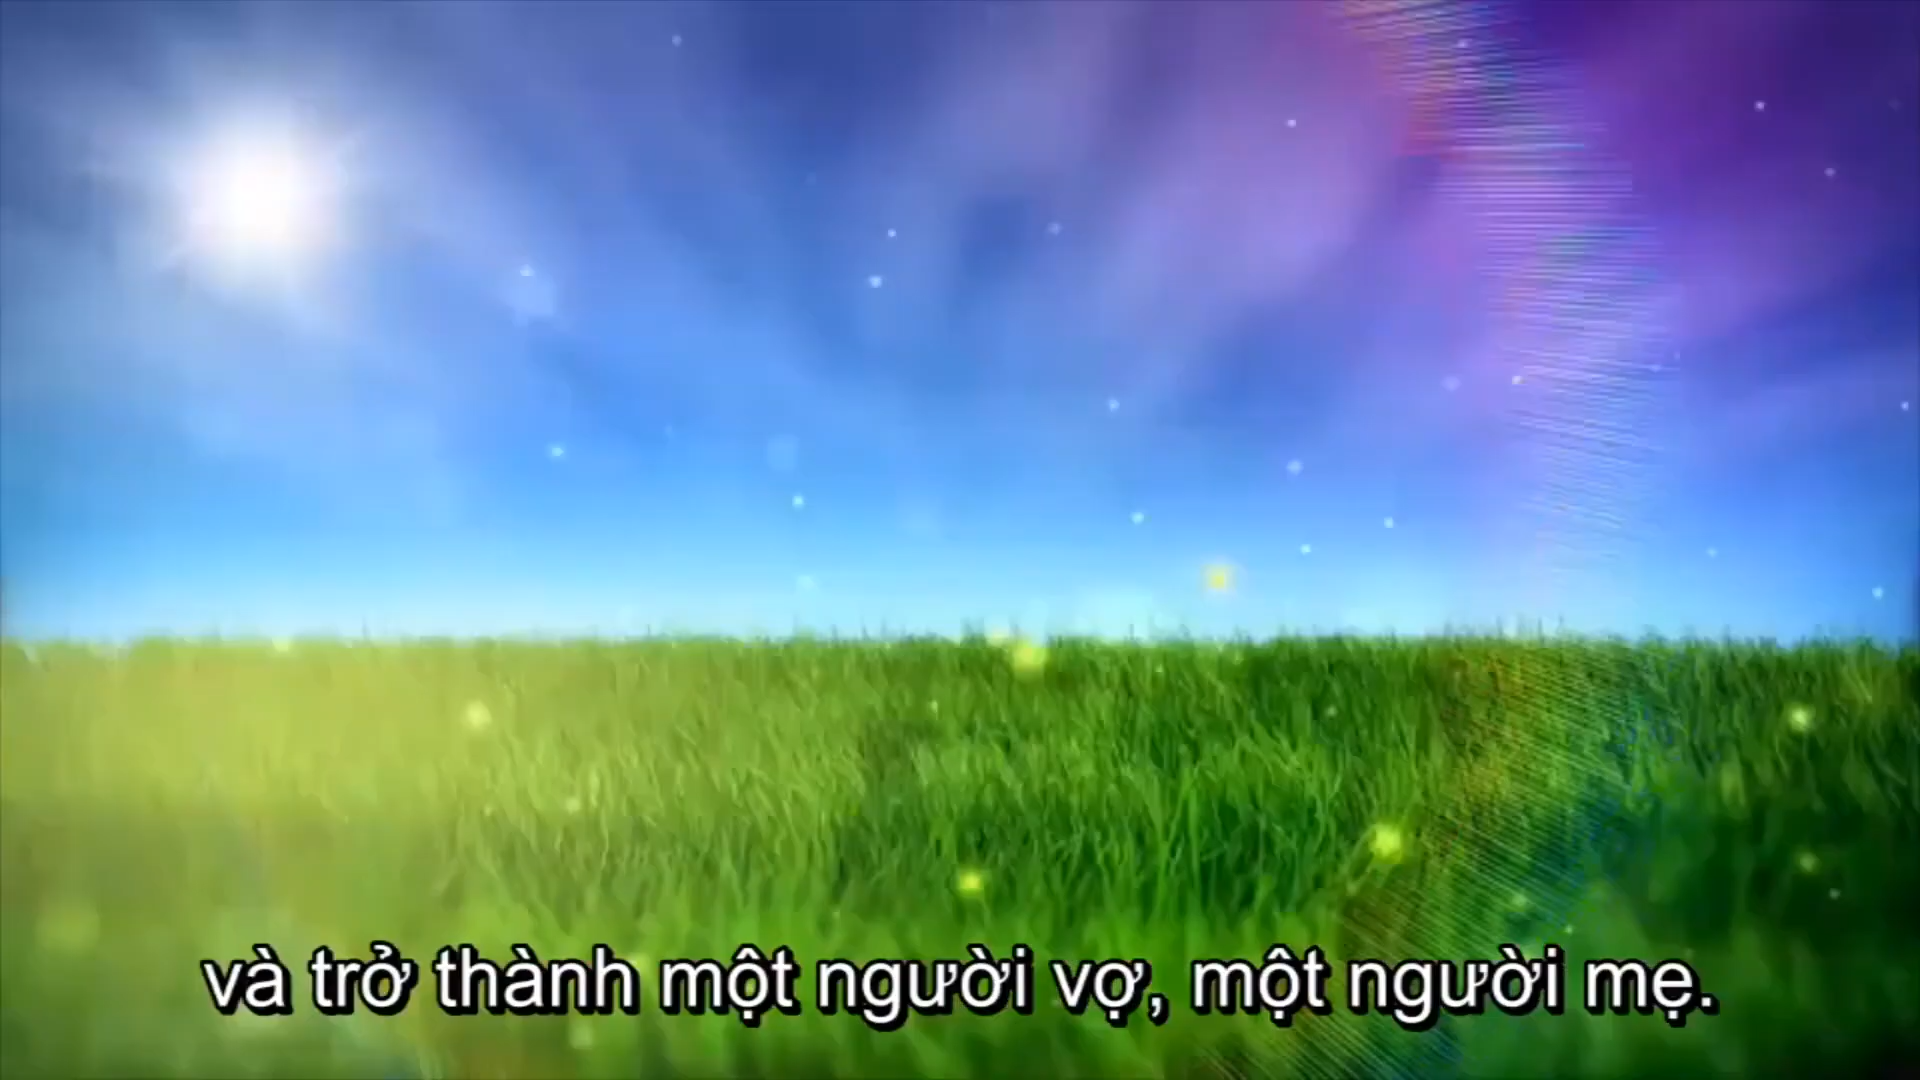 và trở thành một người vợ, một người mẹ.